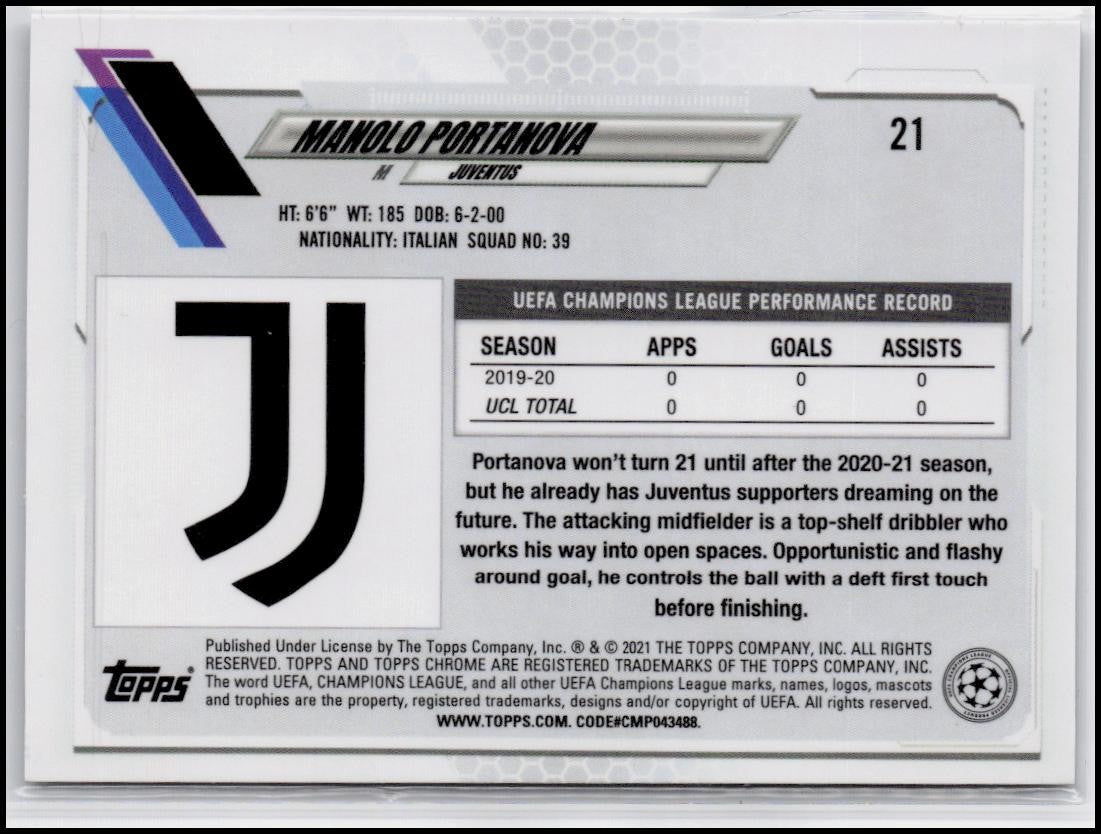 MANOLO PORTANOVA
21
M JUVENTUS
HT: 6'6" WT: 185 DOB: 6-2-00
NATIONALITY: ITALIAN SQUAD NO: 39
UEFA CHAMPIONS LEAGUE PERFORMANCE RECORD
SEASON APPS GOALS ASSISTS
2019-20 0 0 0
UCL TOTAL 0 0 0
Portanova won't turn 21 until after the 2020-21 season,
but he already has Juventus supporters dreaming on the
future. The attacking midfielder is a top-shelf dribbler who
works his way into open spaces. Opportunistic and flashy
around goal, he controls the ball with a deft first touch
before finishing.
Published Under License by The Topps Company, Inc. ® & © 2021 THE TOPPS COMPANY, INC. ALL RIGHTS
RESERVED. TOPPS AND TOPPS CHROME ARE REGISTERED TRADEMARKS OF THE TOPPS COMPANY, INC.
The word UEFA, CHAMPIONS LEAGUE, and all other UEFA Champions League marks, names, logos, mascots
and trophies are the property, registered trademarks, designs and/or copyright of UEFA. All rights reserved.
WWW.TOPPS.COM. CODE#CMP043488.
Topps®